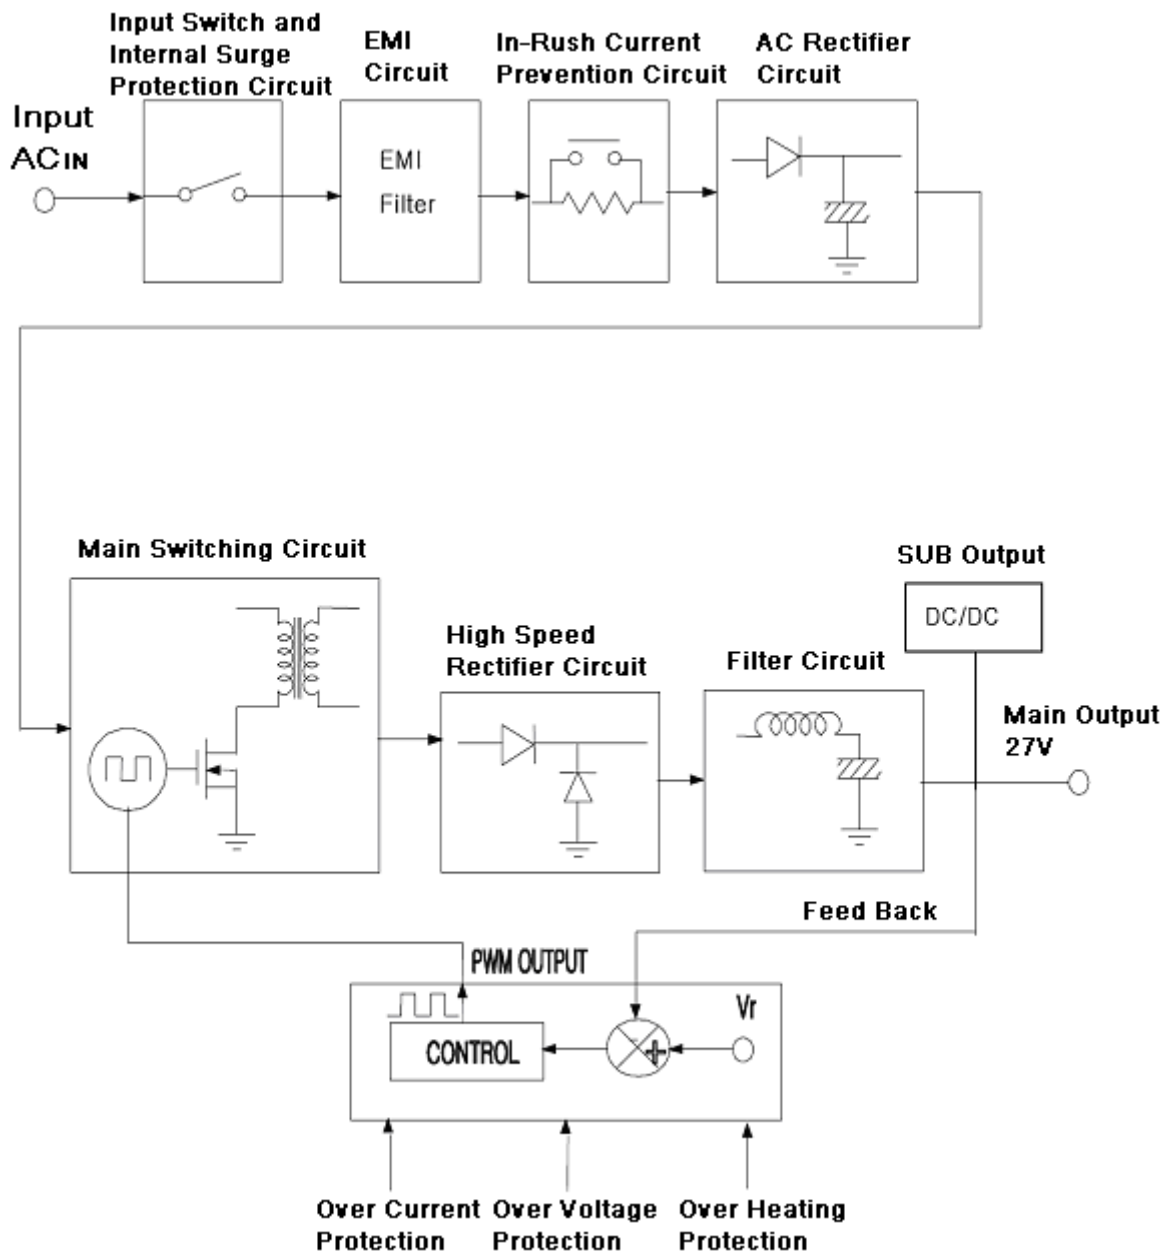 Input Switch and
Internal Surge
Protection Circuit
EMI
Circuit
In-Rush Current
Prevention Circuit
AC Rectifier
Circuit
Input
ACIN
EMI
Filter
Main Switching Circuit
High Speed
Rectifier Circuit
Filter Circuit
SUB Output
DC/DC
Main Output
27V
Feed Back
PWM OUTPUT
CONTROL
Vr
- +
Over Current
Protection
Over Voltage
Protection
Over Heating
Protection